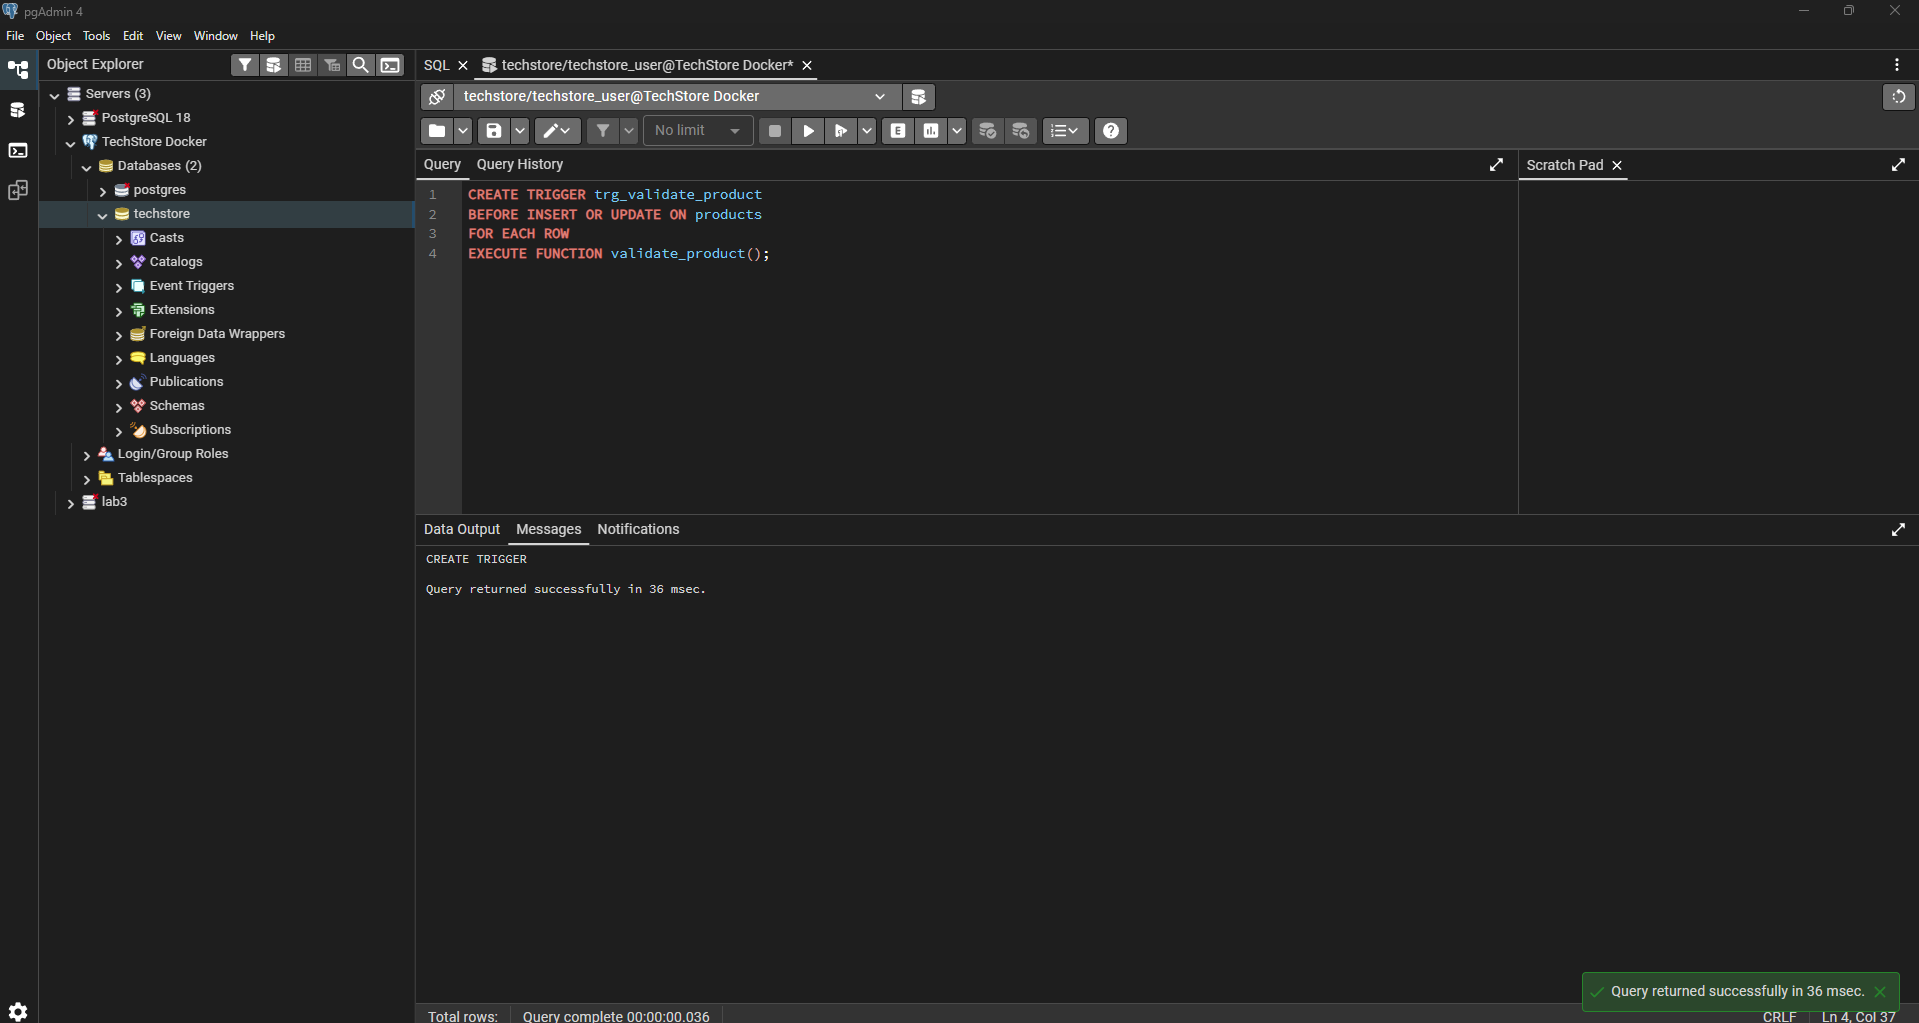 pgAdmin 4
File Object Tools Edit View Window Help
Object Explorer
SQL
techstore/techstore_user@TechStore Docker*
Servers (3)
PostgreSQL 18
TechStore Docker
Databases (2)
postgres
techstore
Casts
Catalogs
Event Triggers
Extensions
Foreign Data Wrappers
Languages
Publications
Schemas
Subscriptions
Login/Group Roles
Tablespaces
lab3
techstore/techstore_user@TechStore Docker
No limit
E
Query Query History
Scratch Pad
1 CREATE TRIGGER trg_validate_product
2 BEFORE INSERT OR UPDATE ON products
3 FOR EACH ROW
4 EXECUTE FUNCTION validate_product();
Data Output Messages Notifications
CREATE TRIGGER
Query returned successfully in 36 msec.
Query returned successfully in 36 msec.
Total rows: Query complete 00:00:00.036 CRLF Ln 4, Col 37